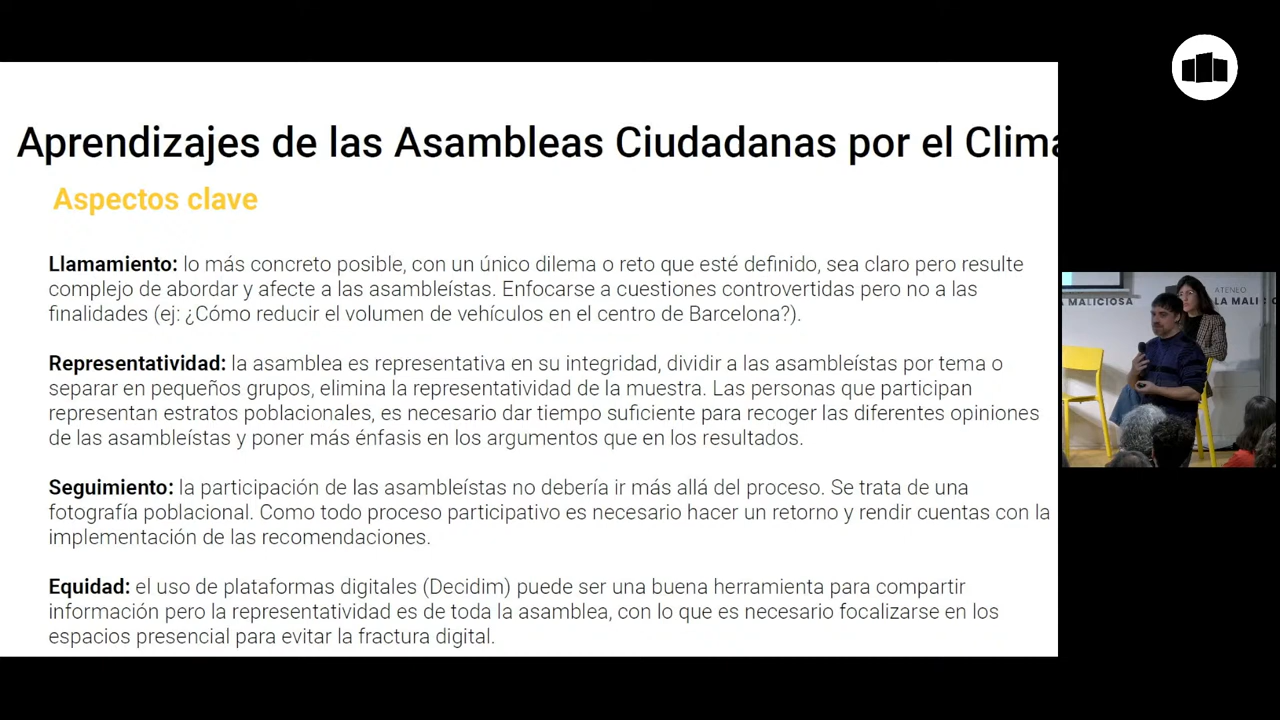 Aprendizajes de las Asambleas Ciudadanas por el Clima
Aspectos clave
Llamamiento: lo más concreto posible, con un único dilema o reto que esté definido, sea claro pero resulte
complejo de abordar y afecte a las asambleístas. Enfocarse a cuestiones controvertidas pero no a las
finalidades (ej: ¿Cómo reducir el volumen de vehículos en el centro de Barcelona?).
Representatividad: la asamblea es representativa en su integridad, dividir a las asambleístas por tema o
separar en pequeños grupos, elimina la representatividad de la muestra. Las personas que participan
representan estratos poblacionales, es necesario dar tiempo suficiente para recoger las diferentes opiniones
de las asambleístas y poner más énfasis en los argumentos que en los resultados.
Seguimiento: la participación de las asambleístas no debería ir más allá del proceso. Se trata de una
fotografía poblacional. Como todo proceso participativo es necesario hacer un retorno y rendir cuentas con la
implementación de las recomendaciones.
Equidad: el uso de plataformas digitales (Decidim) puede ser una buena herramienta para compartir
información pero la representatividad es de toda la asamblea, con lo que es necesario focalizarse en los
espacios presencial para evitar la fractura digital.
A MALICIOSA
ATENEO
LA MALIC